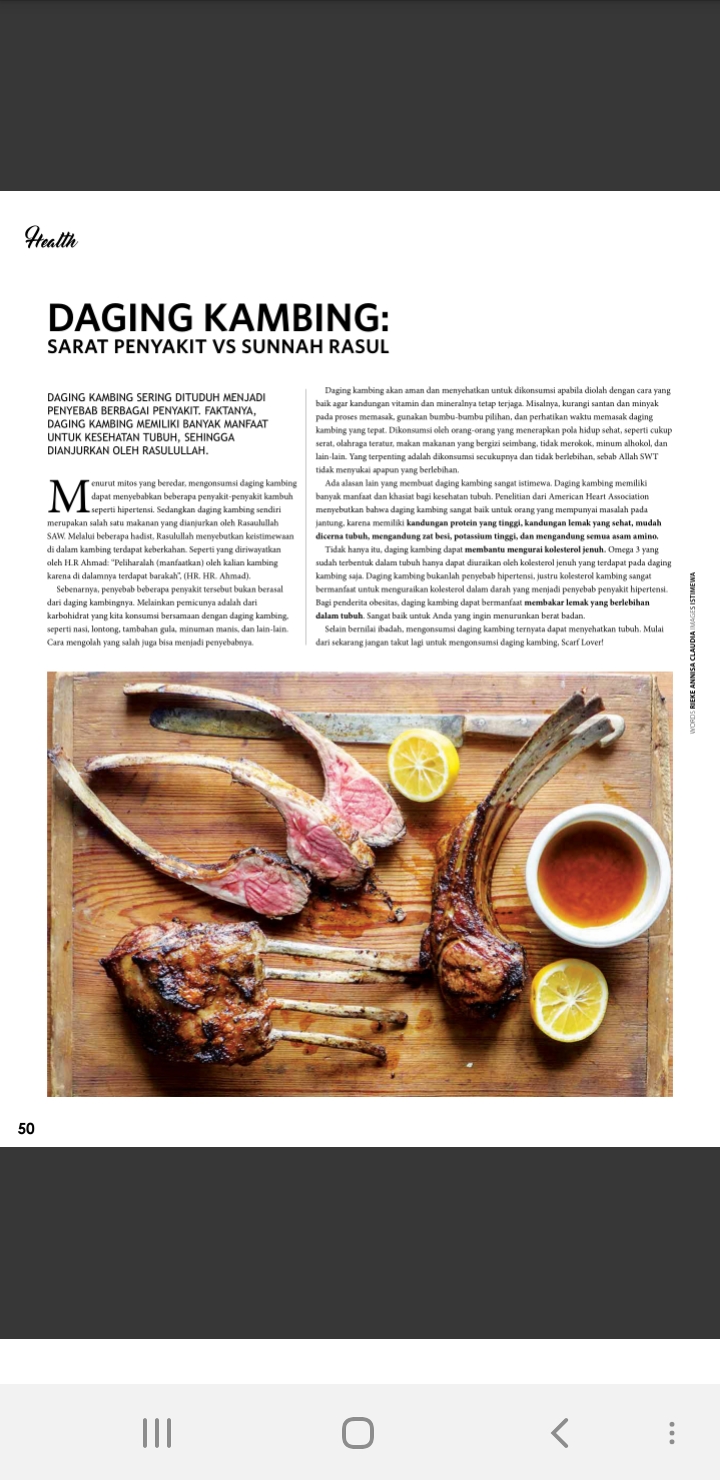 Health
DAGING KAMBING:
SARAT PENYAKIT VS SUNNAH RASUL
DAGING KAMBING SERING DITUDUH MENJADI
PENYEBAB BERBAGAI PENYAKIT. FAKTANYA,
DAGING KAMBING MEMILIKI BANYAK MANFAAT
UNTUK KESEHATAN TUBUH, SEHINGGA
DIANJURKAN OLEH RASULULLAH.
Menurut mitos yang beredar, mengonsumsi daging kambing
dapat menyebabkan beberapa penyakit-penyakit kambuh
seperti hipertensi. Sedangkan daging kambing sendiri
merupakan salah satu makanan yang dianjurkan oleh Rasaulullah
SAW. Melalui beberapa hadist, Rasulullah menyebutkan keistimewaan
di dalam kambing terdapat keberkahan. Seperti yang diriwayatkan
oleh H.R Ahmad: "Peliharalah (manfaatkan) oleh kalian kambing
karena di dalamnya terdapat barakah", (HR. HR. Ahmad).
Sebenarnya, penyebab beberapa penyakit tersebut bukan berasal
dari daging kambingnya. Melainkan pemicunya adalah dari
karbohidrat yang kita konsumsi bersamaan dengan daging kambing,
seperti nasi, lontong, tambahan gula, minuman manis, dan lain-lain.
Cara mengolah yang salah juga bisa menjadi penyebabnya.
Daging kambing akan aman dan menyehatkan untuk dikonsumsi apabila diolah dengan cara yang
baik agar kandungan vitamin dan mineralnya tetap terjaga. Misalnya, kurangi santan dan minyak
pada proses memasak, gunakan bumbu-bumbu pilihan, dan perhatikan waktu memasak daging
kambing yang tepat. Dikonsumsi oleh orang-orang yang menerapkan pola hidup sehat, seperti cukup
serat, olahraga teratur, makan makanan yang bergizi seimbang, tidak merokok, minum alhokol, dan
lain-lain. Yang terpenting adalah dikonsumsi secukupnya dan tidak berlebihan, sebab Allah SWT
tidak menyukai apapun yang berlebihan.
Ada alasan lain yang membuat daging kambing sangat istimewa. Daging kambing memiliki
banyak manfaat dan khasiat bagi kesehatan tubuh. Penelitian dari American Heart Association
menyebutkan bahwa daging kambing sangat baik untuk orang yang mempunyai masalah pada
jantung, karena memiliki kandungan protein yang tinggi, kandungan lemak yang sehat, mudah
dicerna tubuh, mengandung zat besi, potassium tinggi, dan mengandung semua asam amino.
Tidak hanya itu, daging kambing dapat membantu mengurai kolesterol jenuh. Omega 3 yang
sudah terbentuk dalam tubuh hanya dapat diuraikan oleh kolesterol jenuh yang terdapat pada daging
kambing saja. Daging kambing bukanlah penyebab hipertensi, justru kolesterol kambing sangat
bermanfaat untuk menguraikan kolesterol dalam darah yang menjadi penyebab penyakit hipertensi.
Bagi penderita obesitas, daging kambing dapat bermanfaat membakar lemak yang berlebihan
dalam tubuh. Sangat baik untuk Anda yang ingin menurunkan berat badan.
Selain bernilai ibadah, mengonsumsi daging kambing ternyata dapat menyehatkan tubuh. Mulai
dari sekarang jangan takut lagi untuk mengonsumsi daging kambing, Scarf Lover!
WORDS RIEKE ANNISA CLAUDIA IMAGES ISTIMEWA
50